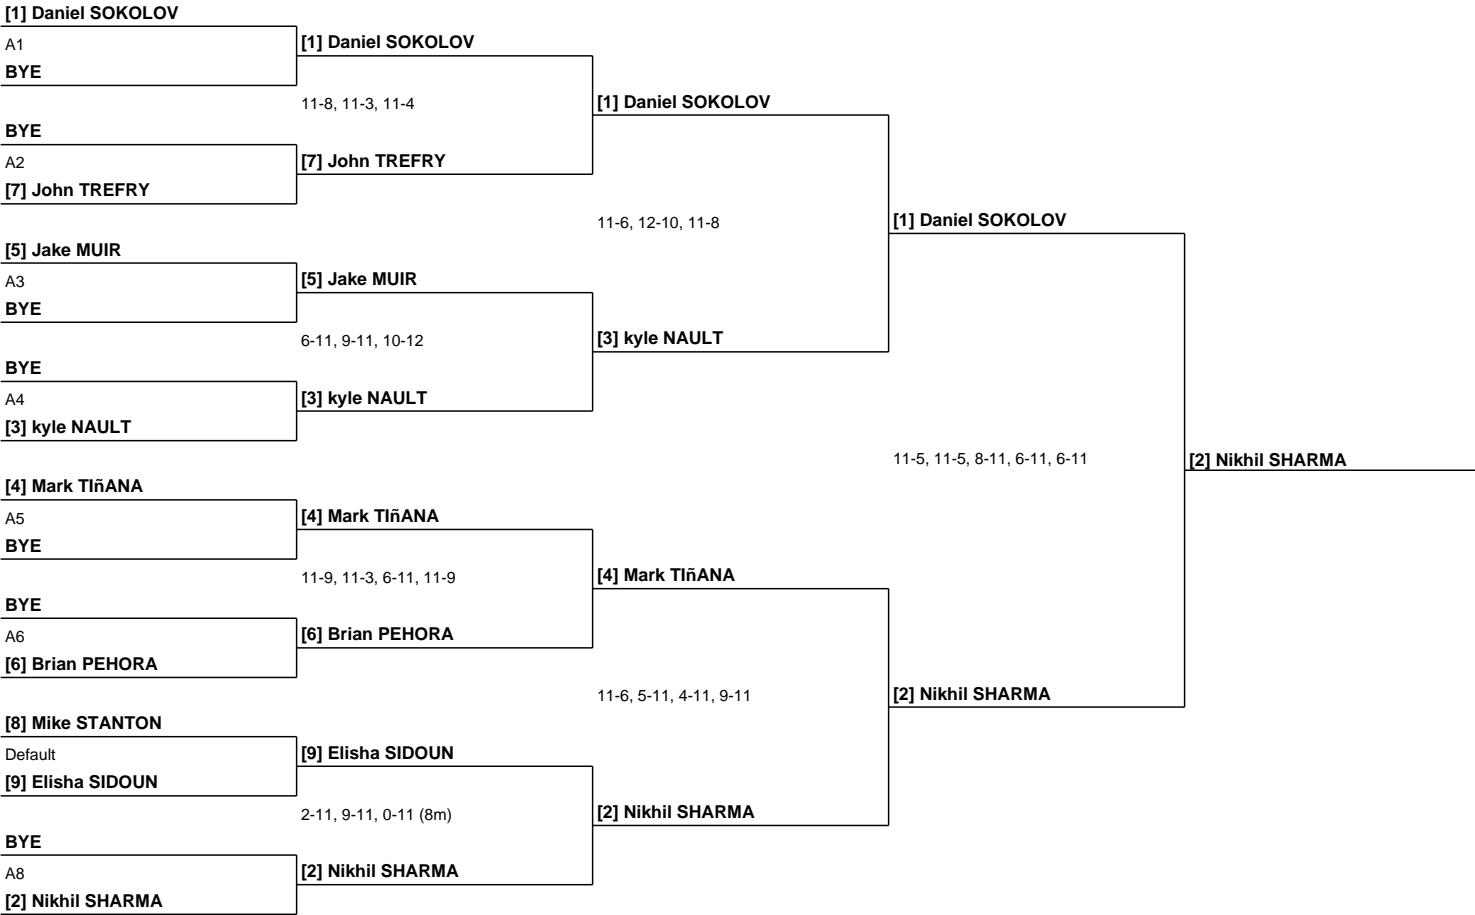 [1] Daniel SOKOLOV
A1
BYE
BYE
A2
[7] John TREFRY
[5] Jake MUIR
A3
BYE
BYE
A4
[3] kyle NAULT
[4] Mark TIñANA
A5
BYE
BYE
A6
[6] Brian PEHORA
[8] Mike STANTON
Default
[9] Elisha SIDOUN
BYE
A8
[2] Nikhil SHARMA
[1] Daniel SOKOLOV
11-8, 11-3, 11-4
[7] John TREFRY
[5] Jake MUIR
6-11, 9-11, 10-12
[3] kyle NAULT
[4] Mark TIñANA
11-9, 11-3, 6-11, 11-9
[6] Brian PEHORA
[9] Elisha SIDOUN
2-11, 9-11, 0-11 (8m)
[2] Nikhil SHARMA
[1] Daniel SOKOLOV
11-6, 12-10, 11-8
[3] kyle NAULT
[4] Mark TIñANA
11-6, 5-11, 4-11, 9-11
[2] Nikhil SHARMA
[1] Daniel SOKOLOV
11-5, 11-5, 8-11, 6-11, 6-11
[2] Nikhil SHARMA
[2] Nikhil SHARMA